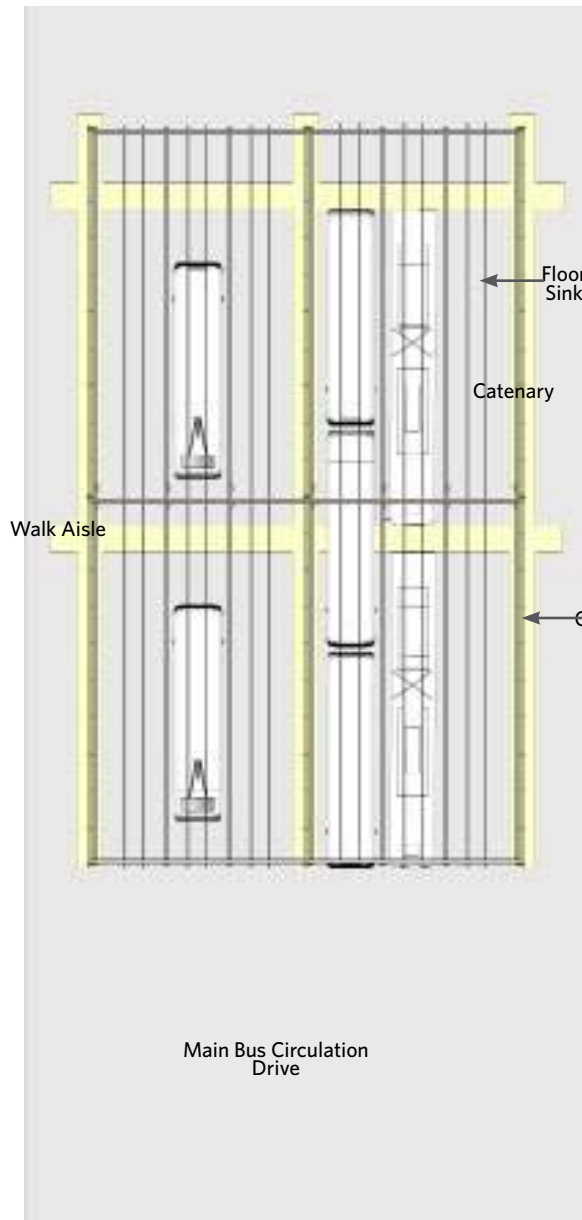 Floor
Sink
Catenary
Walk Aisle
Main Bus Circulation
Drive